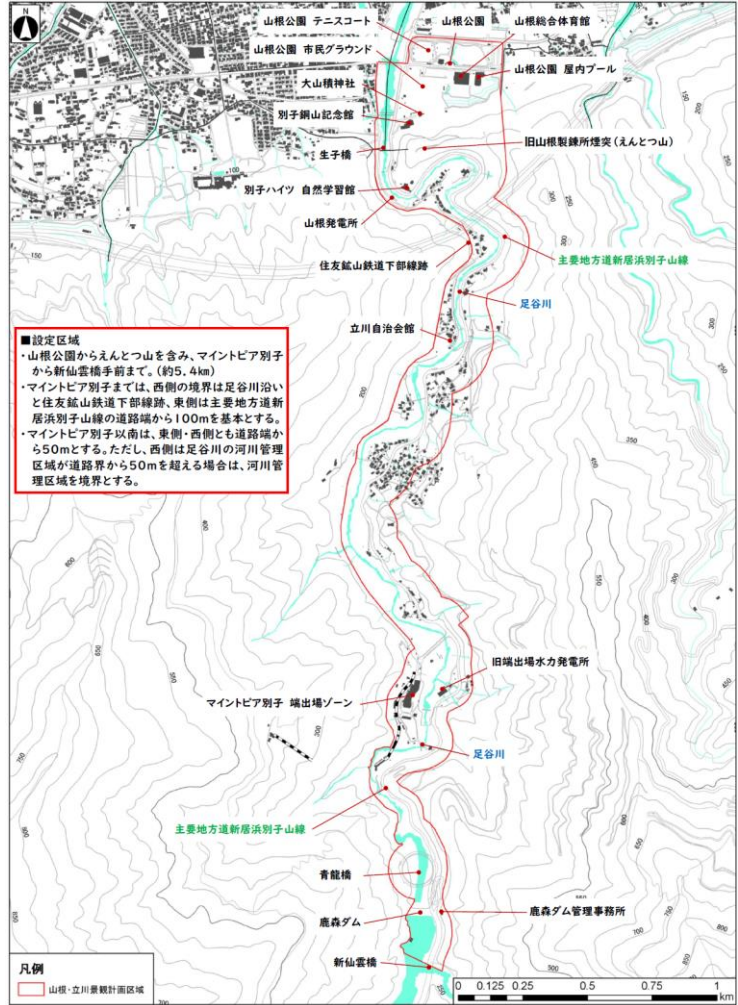 N
山根公園 テニスコート
山根公園
山根総合体育館
山根公園 市民グラウンド
山根公園 屋内プール
大山積神社
別子銅山記念館
生子橋
旧山根製錬所煙突(えんとつ山)
別子ハイツ 自然学習館
山根発電所
住友鉱山鉄道下部線跡
主要地方道新居浜別子山線
足谷川
立川自治会館
■設定区域
・山根公園からえんとつ山を含み、マイントピア別子
から新仙雲橋手前まで。(約5.4km)
・マイントピア別子までは、西側の境界は足谷川沿い
と住友鉱山鉄道下部線跡、東側は主要地方道新
居浜別子山線の道路端から100mを基本とする。
・マイントピア別子以南は、東側・西側とも道路端か
ら50mとする。ただし、西側は足谷川の河川管理
区域が道路界から50mを超える場合は、河川管
理区域を境界とする。
旧端出場水力発電所
マイントピア別子 端出場ゾーン
足谷川
主要地方道新居浜別子山線
青龍橋
鹿森ダム
鹿森ダム管理事務所
新仙雲橋
凡例
山根・立川景観計画区域
0 0.125 0.25 0.5 0.75 1
km